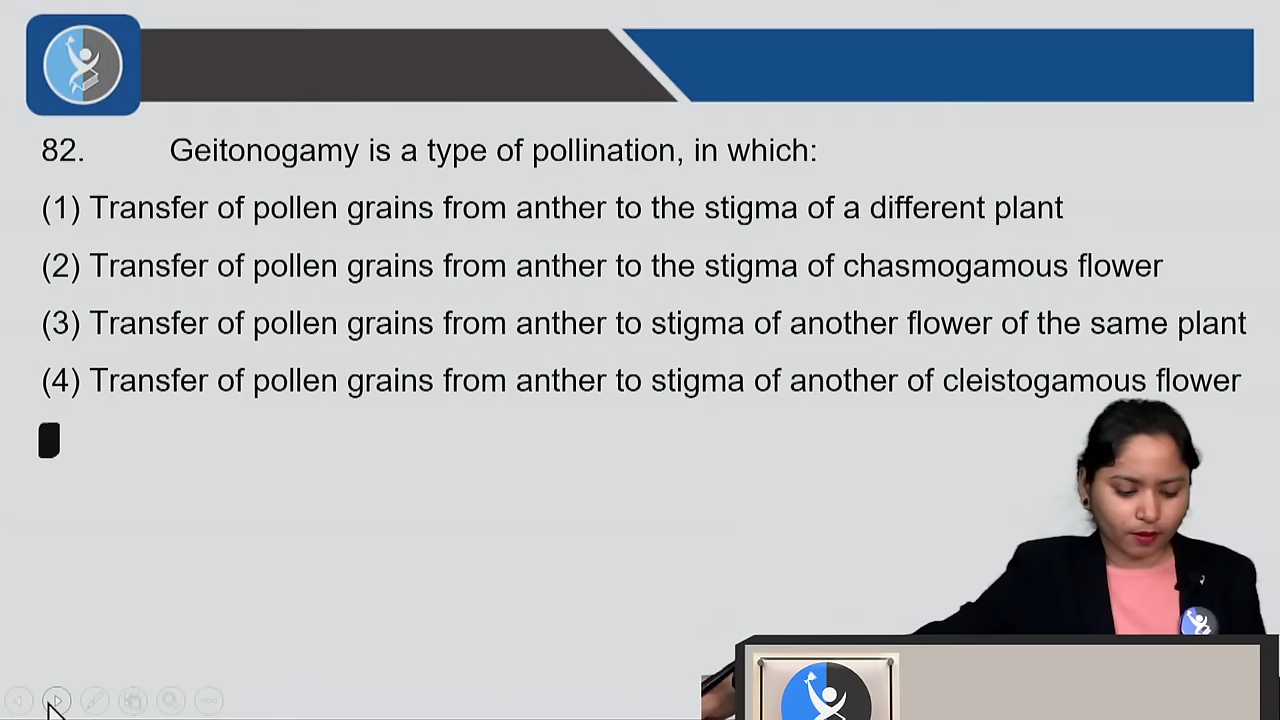 82. Geitonogamy is a type of pollination, in which:
(1) Transfer of pollen grains from anther to the stigma of a different plant
(2) Transfer of pollen grains from anther to the stigma of chasmogamous flower
(3) Transfer of pollen grains from anther to stigma of another flower of the same plant
(4) Transfer of pollen grains from anther to stigma of another of cleistogamous flower